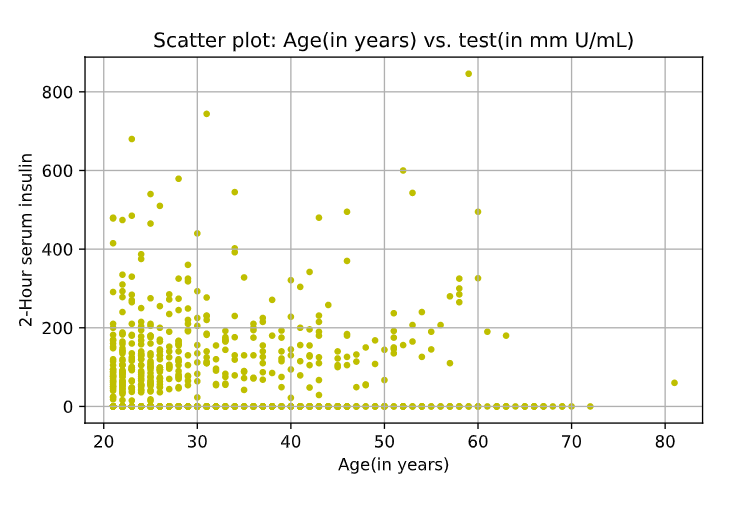 Scatter plot: Age(in years) vs. test(in mm U/mL)
2-Hour serum insulin
800
600
400
200
0
20 30 40 50 60 70 80
Age(in years)